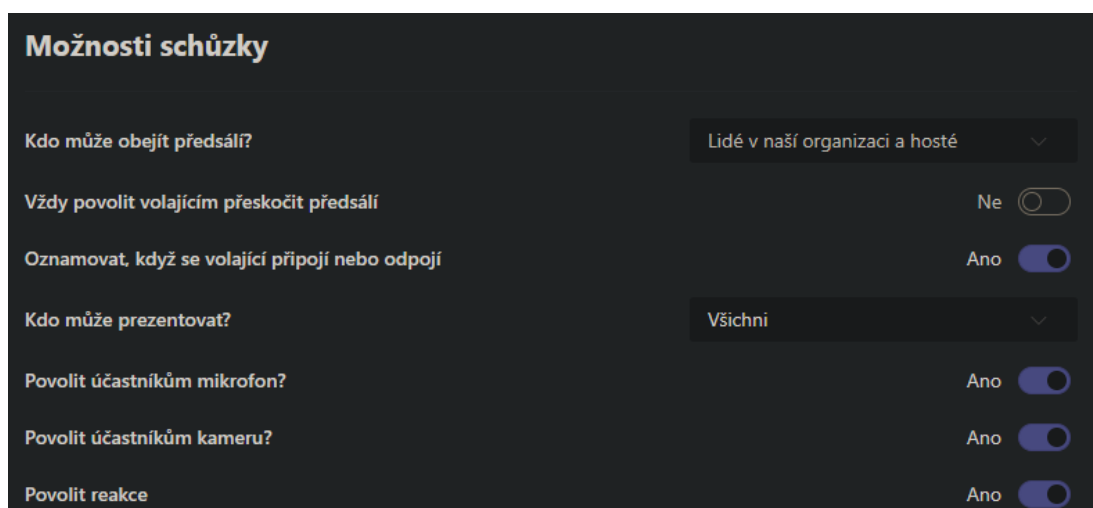 Možnosti schůzky
Kdo může obejít předsálí? Lidé v naší organizaci a hosté
Vždy povolit volajícím přeskočit předsálí Ne
Oznamovat, když se volající připojí nebo odpojí Ano
Kdo může prezentovat? Všichni
Povolit účastníkům mikrofon? Ano
Povolit účastníkům kameru? Ano
Povolit reakce Ano